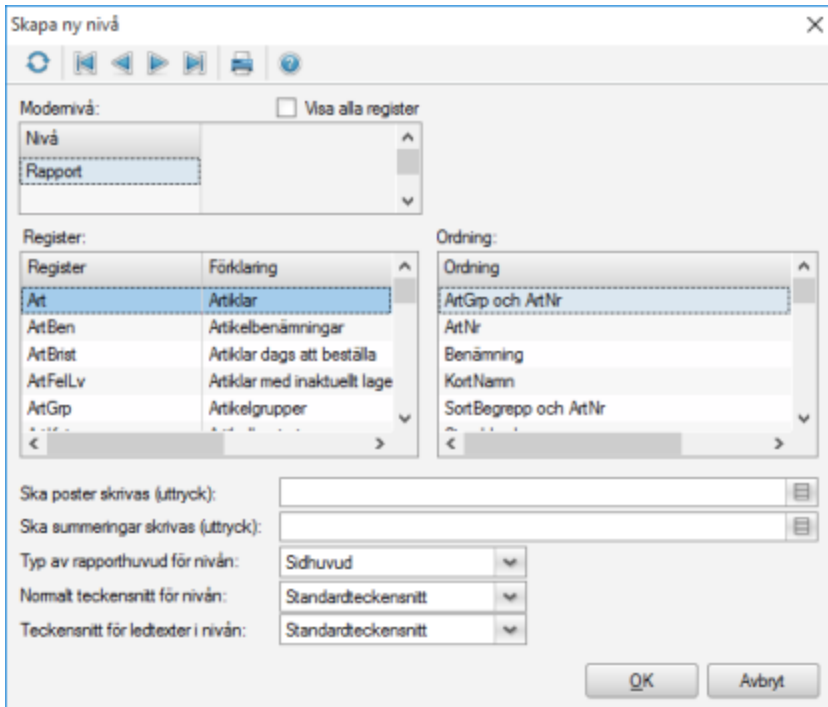 Skapa ny nivå
Modernivå:
Visa alla register
Nivå
Rapport
Register:
Ordning:
Register Förklaring
Ordning
Art Artiklar
ArtGrp och ArtNr
ArtBen Artikelbenämningar
ArtNr
ArtBrist Artiklar dags att beställa
Benämning
ArtFelLv Artiklar med inaktuellt lage
KortNamn
ArtGrp Artikelgrupper
SortBegrepp och ArtNr
Ska poster skrivas (uttryck):
Ska summeringar skrivas (uttryck):
Typ av rapporthuvud för nivån: Sidhuvud
Normalt teckensnitt för nivån: Standardteckensnitt
Teckensnitt för ledtexter i nivån: Standardteckensnitt
OK Avbryt